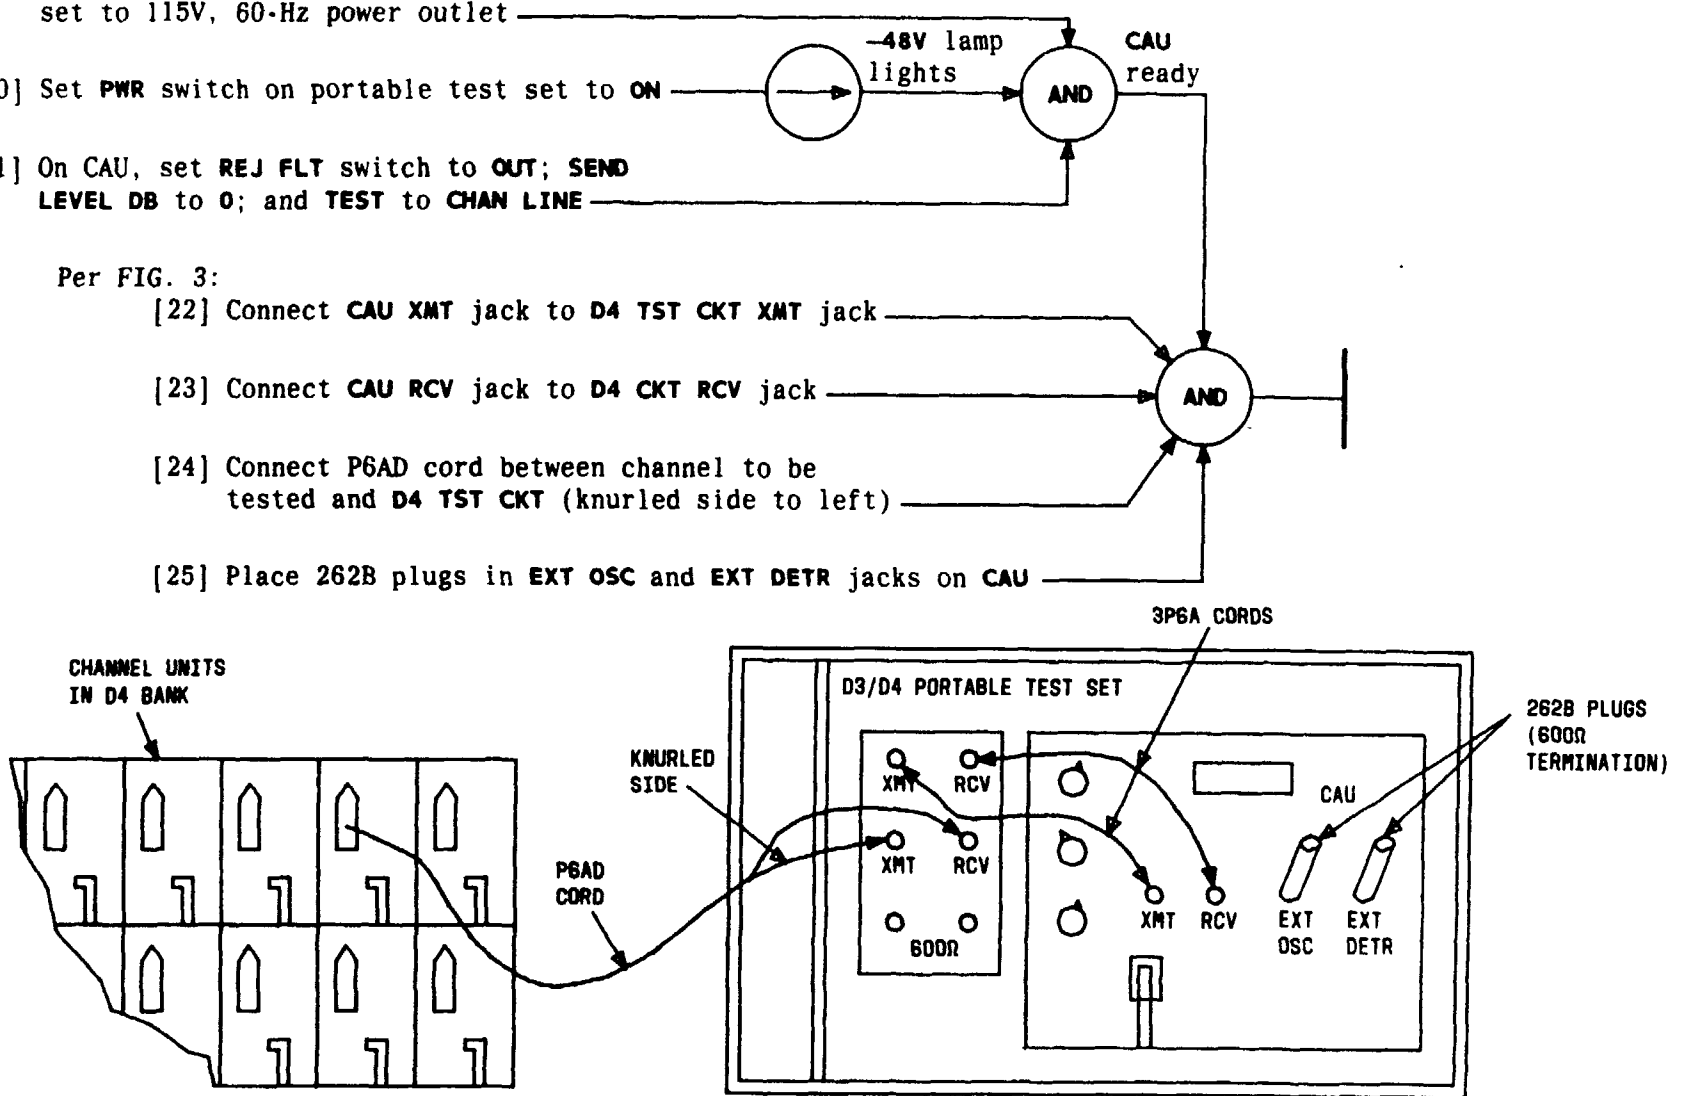 set to 115V, 60-Hz power outlet
-48V lamp
lights
CAU
ready
0] Set PWR switch on portable test set to ON
AND
1] On CAU, set REJ FLT switch to OUT; SEND
LEVEL DB to 0; and TEST to CHAN LINE
Per FIG. 3:
[22] Connect CAU XMT jack to D4 TST CKT XMT jack
[23] Connect CAU RCV jack to D4 CKT RCV jack
AND
[24] Connect P6AD cord between channel to be
tested and D4 TST CKT (knurled side to left)
[25] Place 262B plugs in EXT OSC and EXT DETR jacks on CAU
3P6A CORDS
CHANNEL UNITS
IN D4 BANK
D3/D4 PORTABLE TEST SET
262B PLUGS
(600Ω
TERMINATION)
KNURLED
SIDE
XMT RCV
CAU
XMT RCV
P6AD
CORD
XMT RCV EXT
OSC EXT
DETR
600Ω